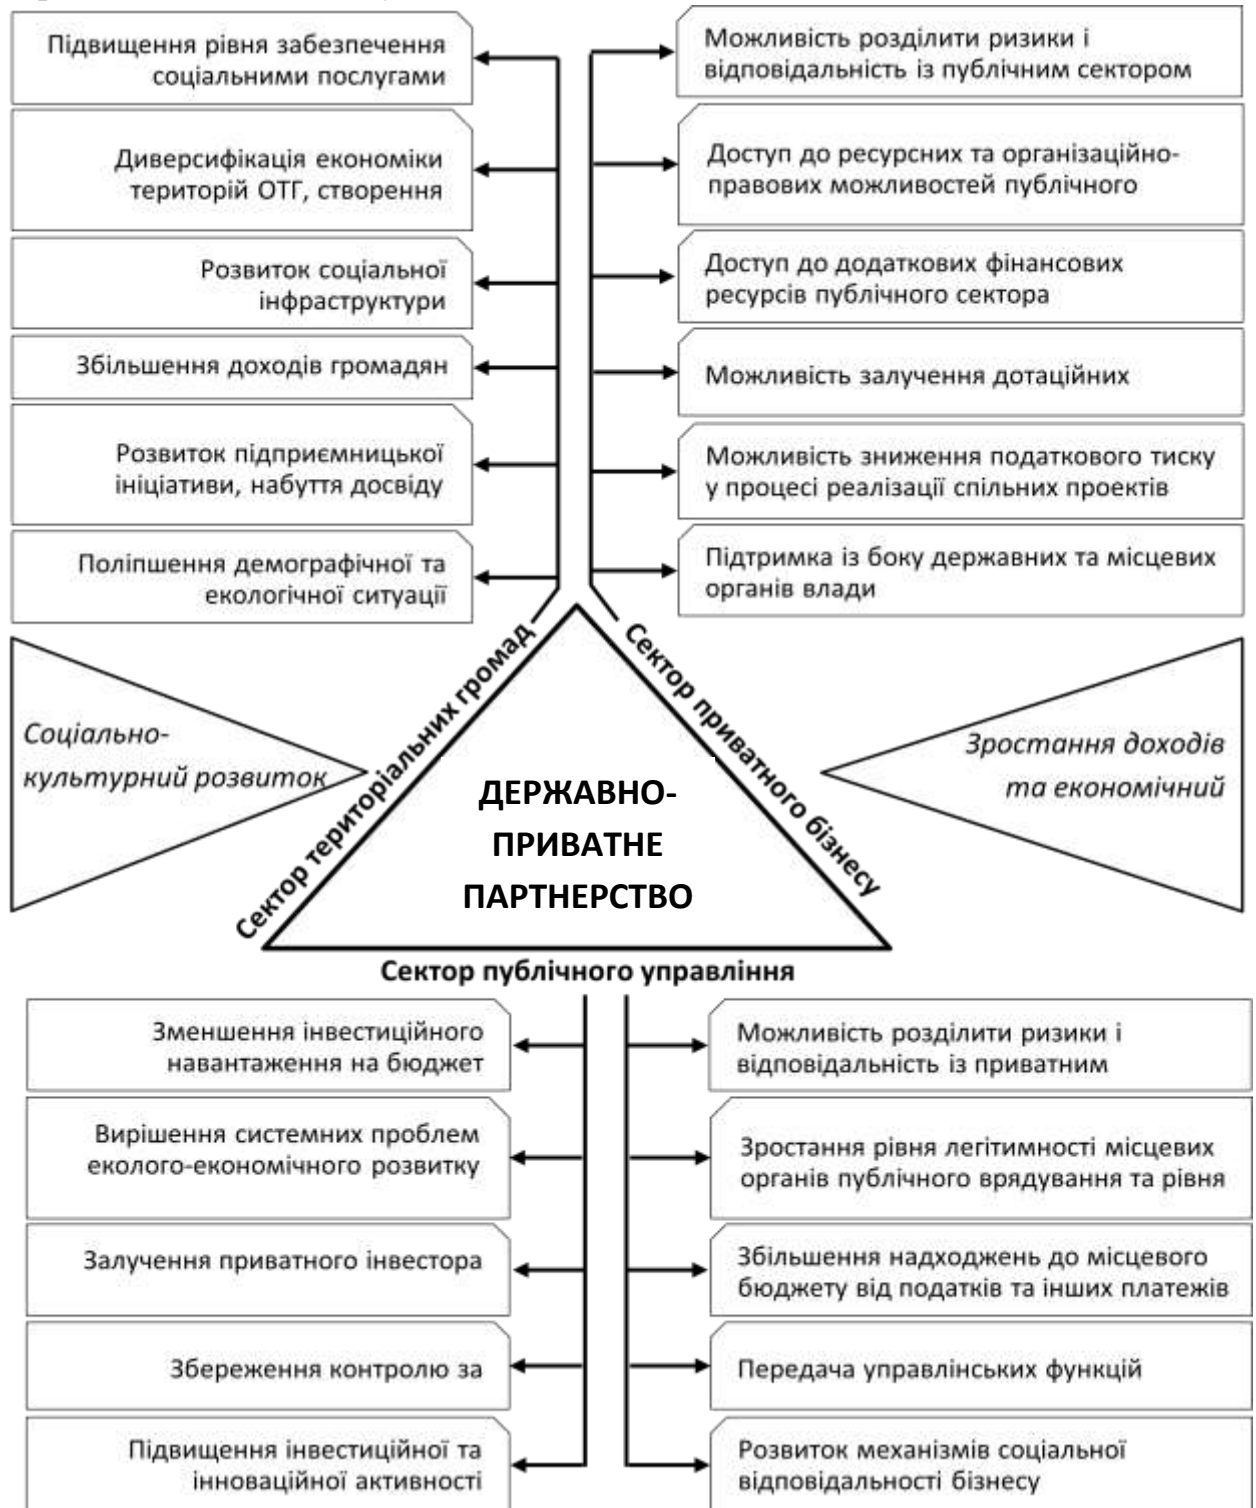 Підвищення рівня забезпечення
соціальними послугами
Диверсифікація економіки
територій ОТГ, створення
Розвиток соціальної
інфраструктури
Збільшення доходів громадян
Розвиток підприємницької
ініціативи, набуття досвіду
Поліпшення демографічної та
екологічної ситуації
Можливість розділити ризики і
відповідальність із публічним сектором
Доступ до ресурсних та організаційно-
правових можливостей публічного
Доступ до додаткових фінансових
ресурсів публічного сектора
Можливість залучення дотаційних
Можливість зниження податкового тиску
у процесі реалізації спільних проектів
Підтримка із боку державних та місцевих
органів влади
Соціально-
культурний розвиток
Сектор територіальних громад
ДЕРЖАВНО-
ПРИВАТНЕ
ПАРТНЕРСТВО
Сектор приватного бізнесу
Зростання доходів
та економічний
Сектор публічного управління
Зменшення інвестиційного
навантаження на бюджет
Вирішення системних проблем
еколого-економічного розвитку
Залучення приватного інвестора
Збереження контролю за
Підвищення інвестиційної та
інноваційної активності
Можливість розділити ризики і
відповідальність із приватним
Зростання рівня легітимності місцевих
органів публічного врядування та рівня
Збільшення надходжень до місцевого
бюджету від податків та інших платежів
Передача управлінських функцій
Розвиток механізмів соціальної
відповідальності бізнесу